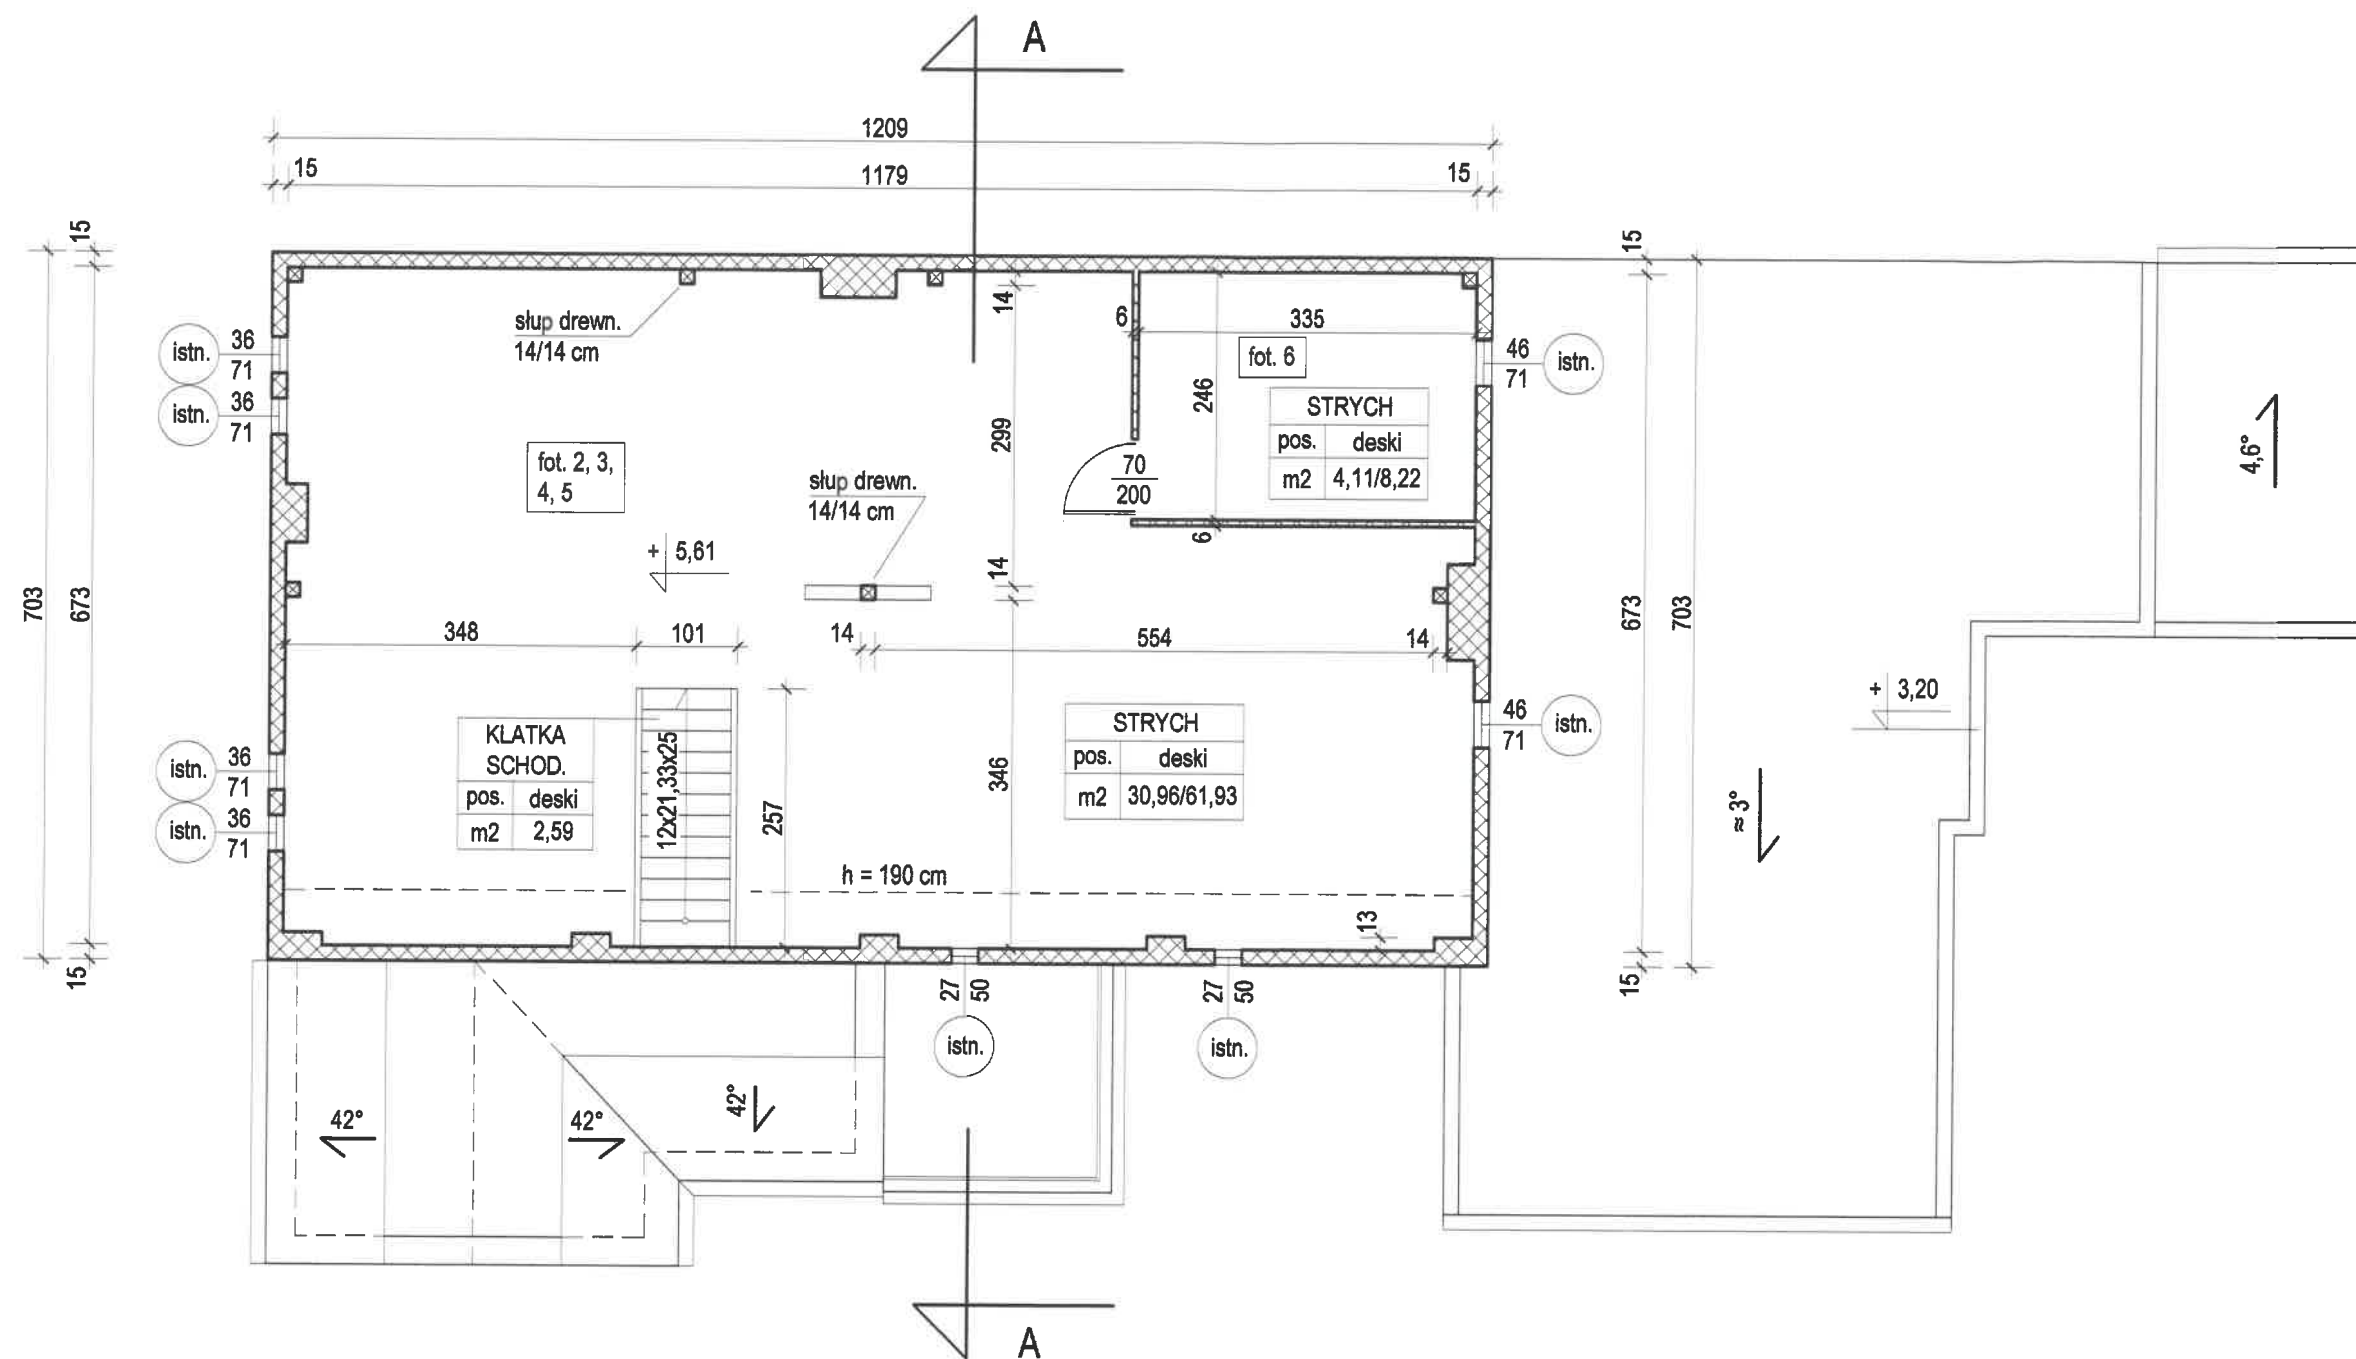 A
1209
15
1179
15
15
15
słup drewn.
14/14 cm
14
6
335
fot. 6
istn.
36
71
istn.
36
71
46
71
istn.
246
STRYCH
pos.
deski
m2
4,11/8,22
299
fot. 2, 3,
4, 5
słup drewn.
14/14 cm
70
200
4,6°
6
+ 5,61
14
703
673
673
703
348
101
14
554
14
+ 3,20
KLATKA
SCHOD.
pos.
deski
m2
2,59
12x21,33x25
257
346
STRYCH
pos.
deski
m2
30,96/61,93
46
71
istn.
istn.
36
71
istn.
36
71
≈ 3°
h = 190 cm
13
15
15
27
50
istn.
27
50
istn.
42°
42°
42°
A